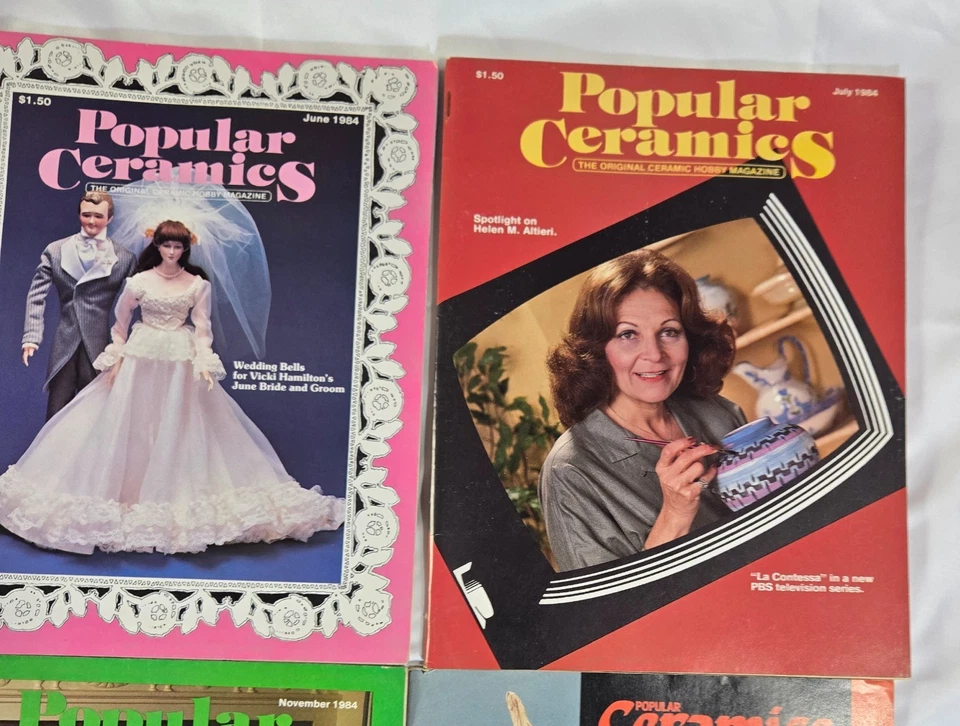 $1.50
June 1984
Popular
Ceramics
THE ORIGINAL CERAMIC HOBBY MAGAZINE
Wedding Bells
for Vicki Hamilton's
June Bride and Groom
$1.50
July 1984
Popular
Ceramics
THE ORIGINAL CERAMIC HOBBY MAGAZINE
Spotlight on
Helen M. Altieri.
"La Contessa" in a new
PBS television series.
November 1984
Popular
POPULAR
Ceramics